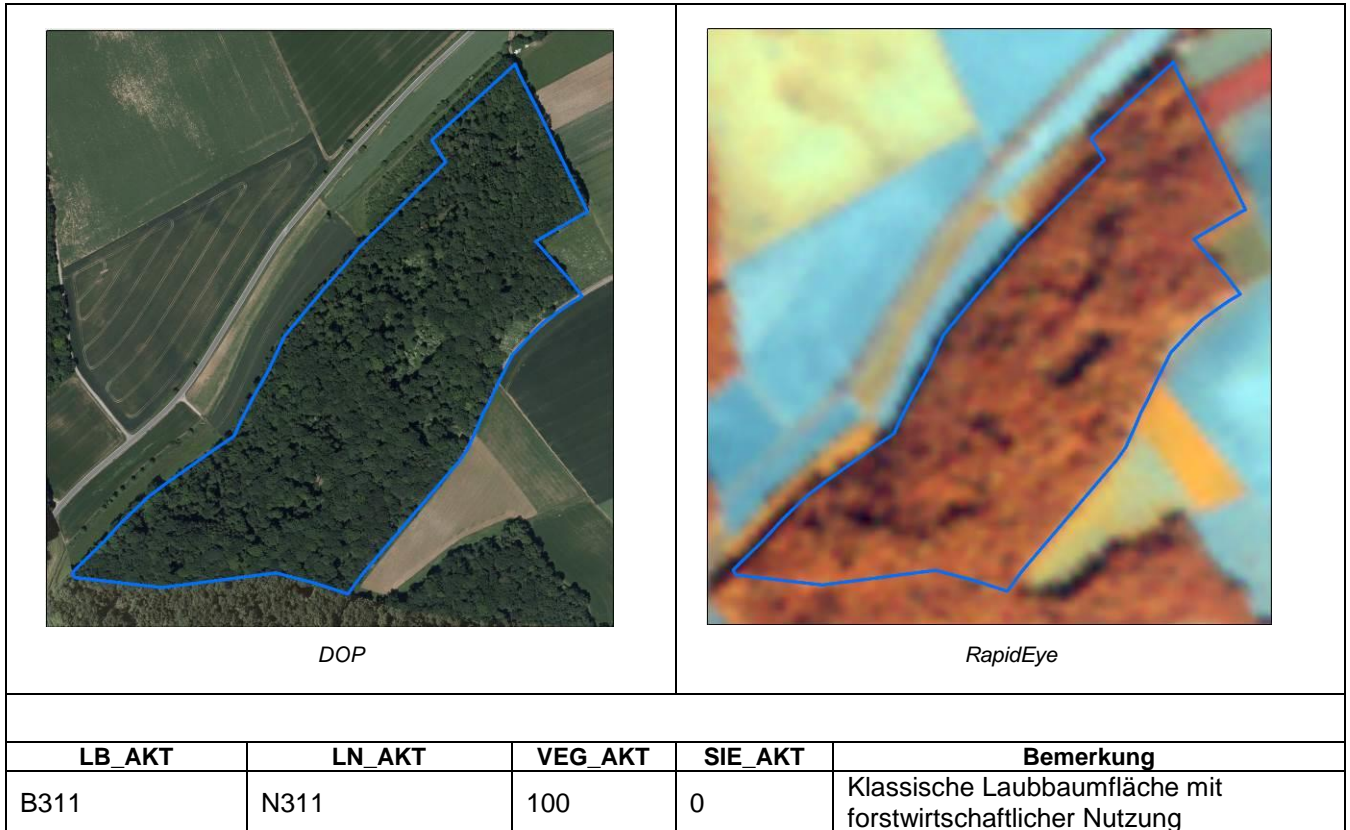 DOP
RapidEye
LB_AKT LN_AKT VEG_AKT SIE_AKT Bemerkung
B311 N311 100 0 Klassische Laubbaumfläche mit
forstwirtschaftlicher Nutzung